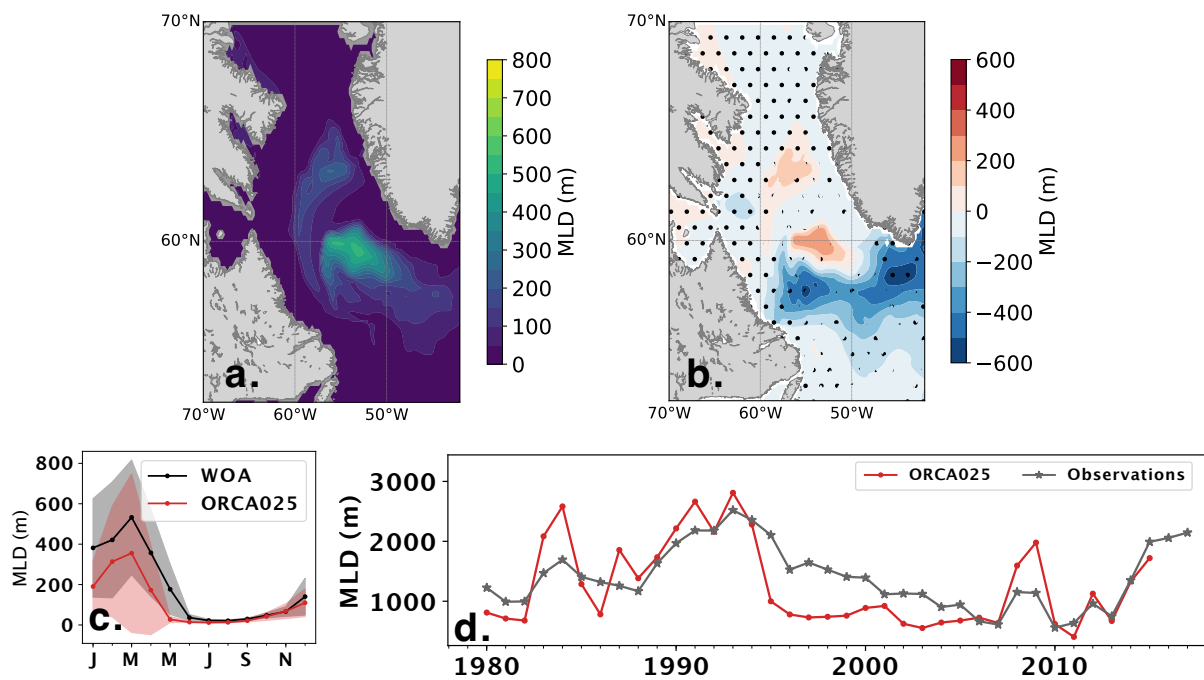 70°N
60°N
70°W
60°W
50°W
a.
800
700
600
500
400
300
200
100
0
MLD (m)
70°N
60°N
70°W
60°W
50°W
b.
600
400
200
0
−200
−400
−600
MLD (m)
800
600
400
200
0
MLD (m)
WOA
ORCA025
c.
J M M J S N
3000
2000
1000
MLD (m)
ORCA025 Observations
d.
1980 1990 2000 2010